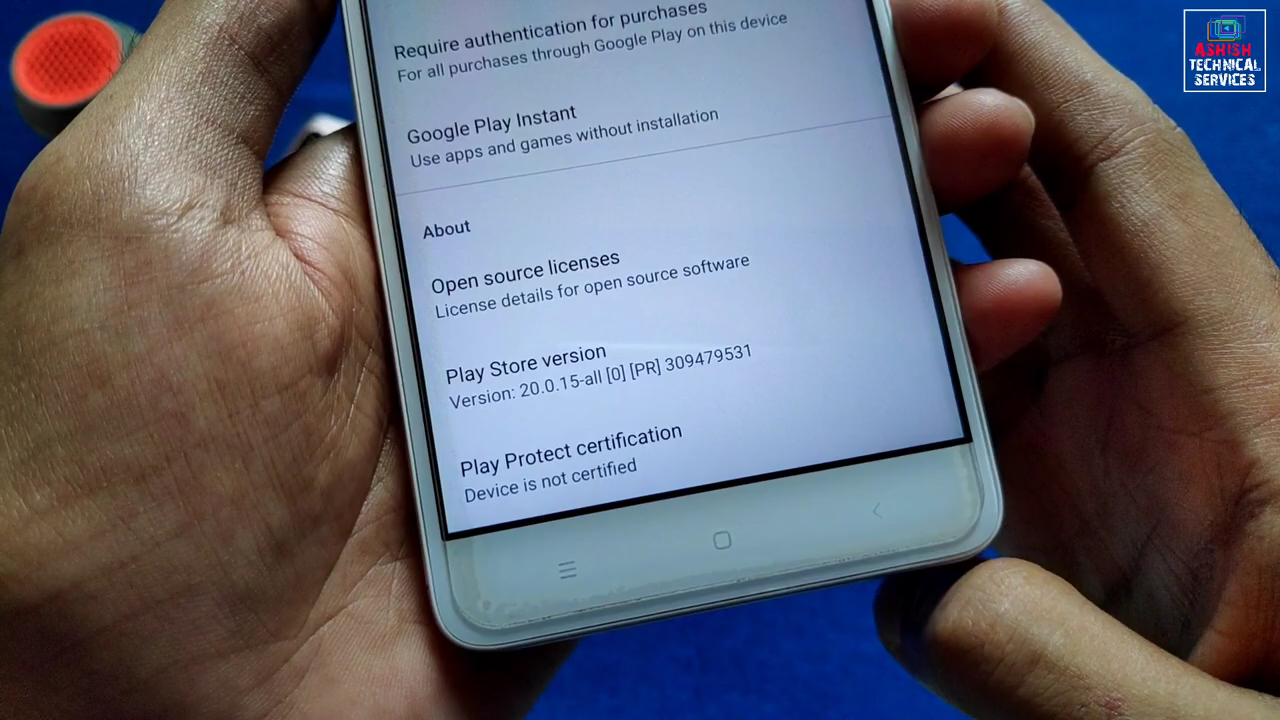 Require authentication for purchases
For all purchases through Google Play on this device
Google Play Instant
Use apps and games without installation
About
Open source licenses
License details for open source software
Play Store version
Version: 20.0.15-all [0] [PR] 309479531
Play Protect certification
Device is not certified
ASHISH
TECHNICAL
SERVICES